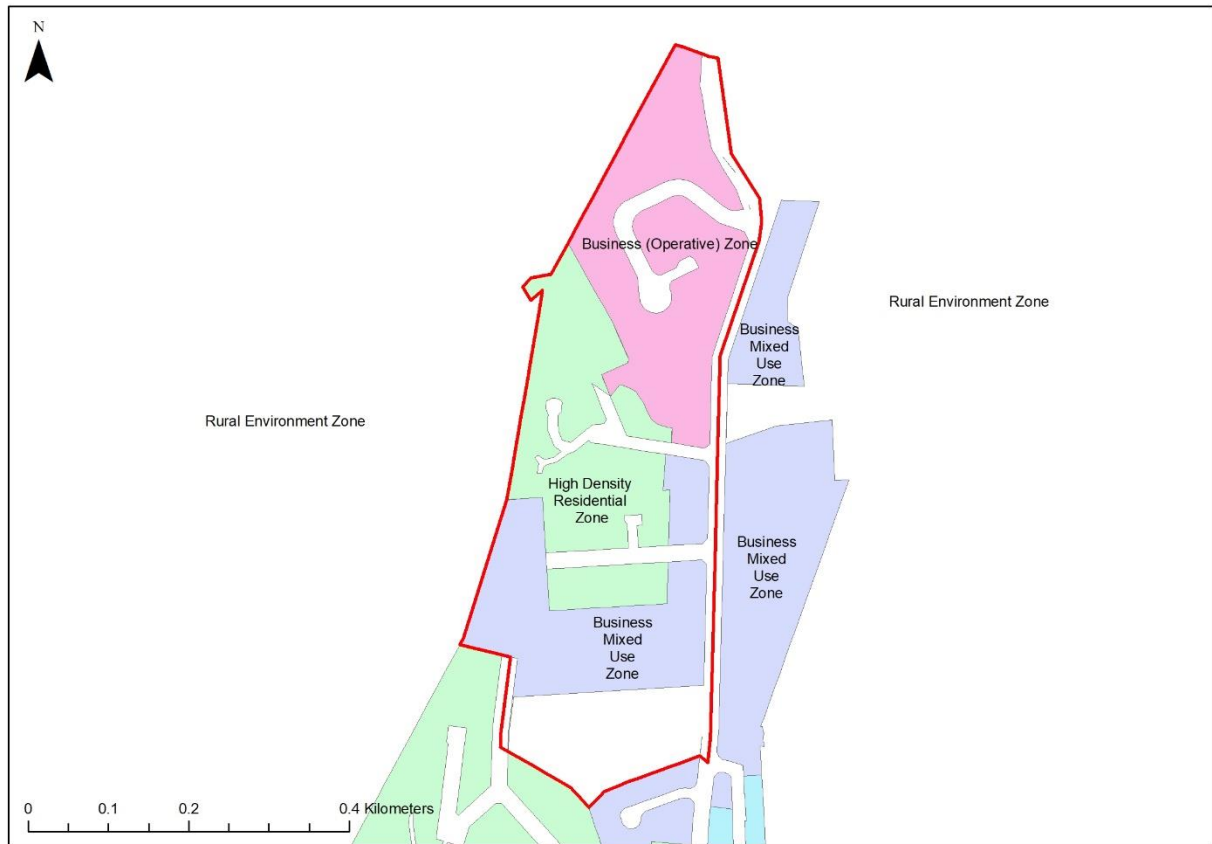 N
Business (Operative) Zone
Rural Environment Zone
Business
Mixed
Use
Zone
Rural Environment Zone
High Density
Residential
Zone
Business
Mixed
Use
Zone
Business
Mixed
Use
Zone
0 0.1 0.2 0.4 Kilometers